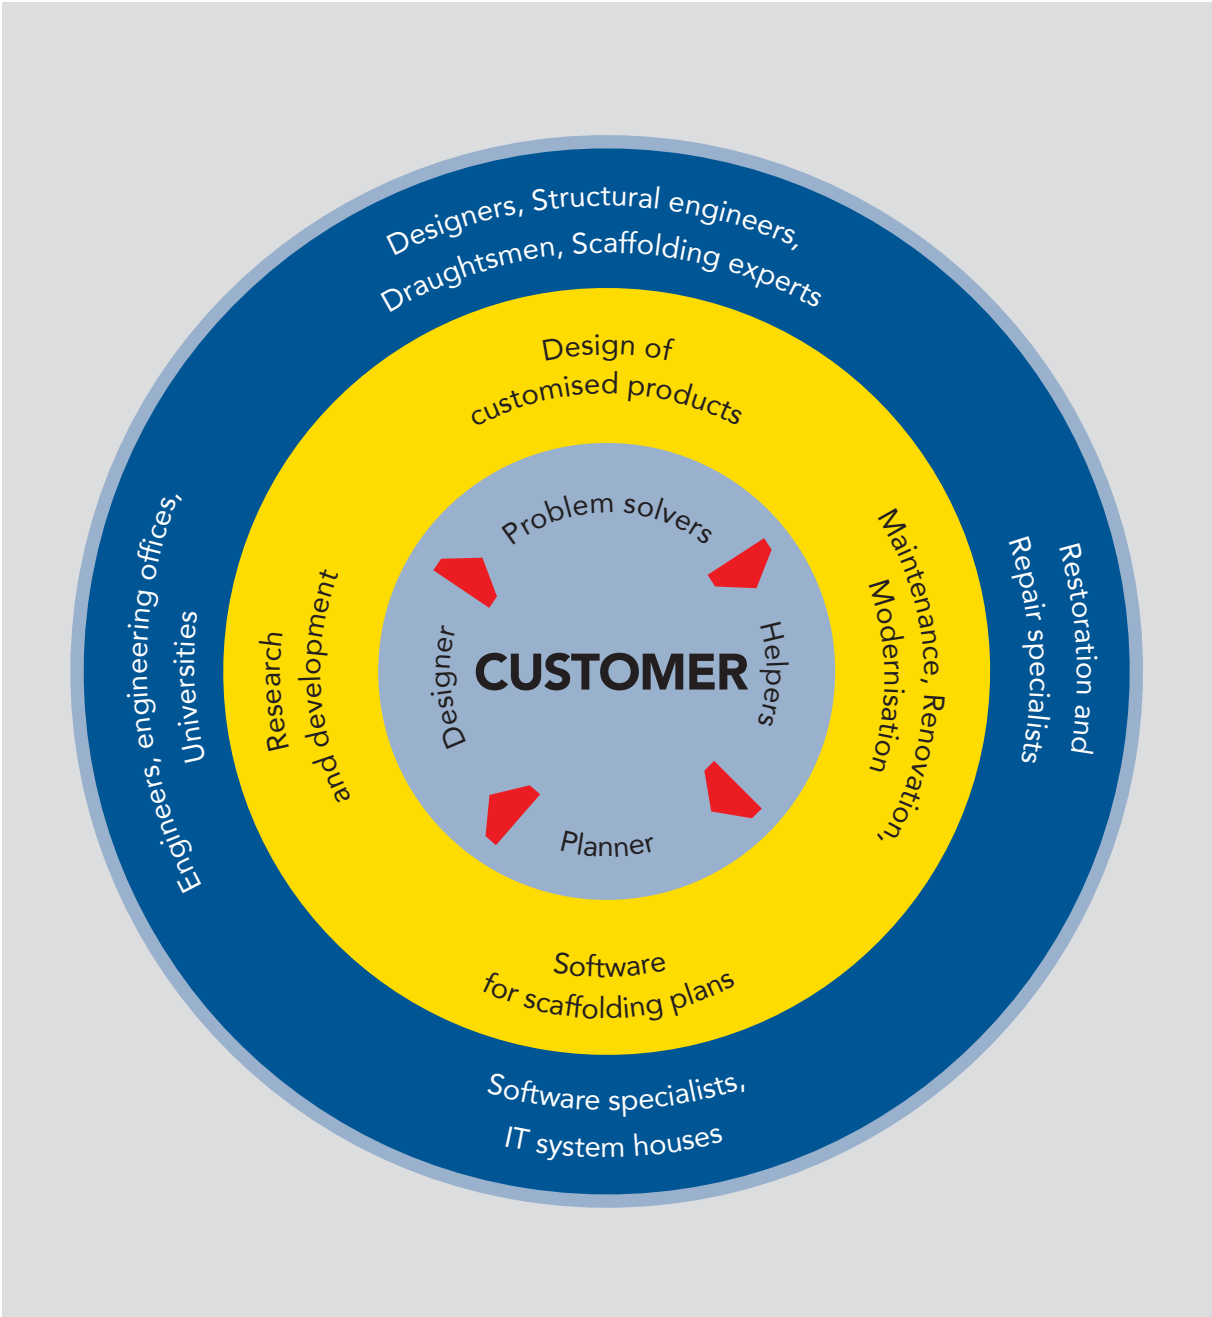 Designers, Structural engineers,
Draughtsmen, Scaffolding experts
Design of
customised products
Problem solvers
Engineers, engineering offices,
Universities
Research
and development
Designer
CUSTOMER
Helpers
Maintenance, Renovation,
Modernisation
Restoration and
Repair specialists
Planner
Software
for scaffolding plans
Software specialists,
IT system houses